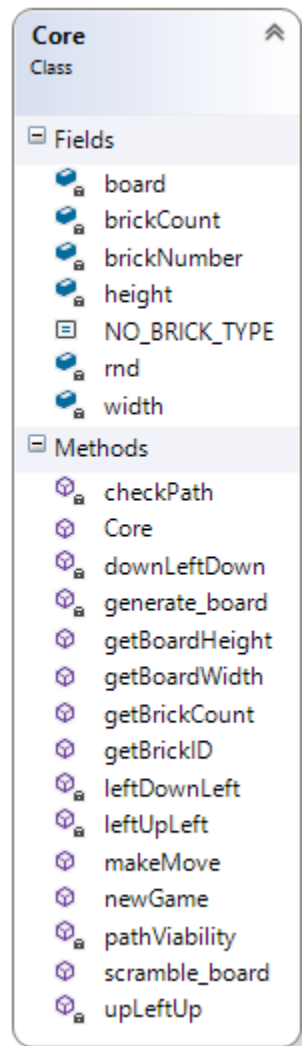 Core
Class
Fields
board
brickCount
brickNumber
height
NO_BRICK_TYPE
rnd
width
Methods
checkPath
Core
downLeftDown
generate_board
getBoardHeight
getBoardWidth
getBrickCount
getBrickID
leftDownLeft
leftUpLeft
makeMove
newGame
pathViability
scramble_board
upLeftUp